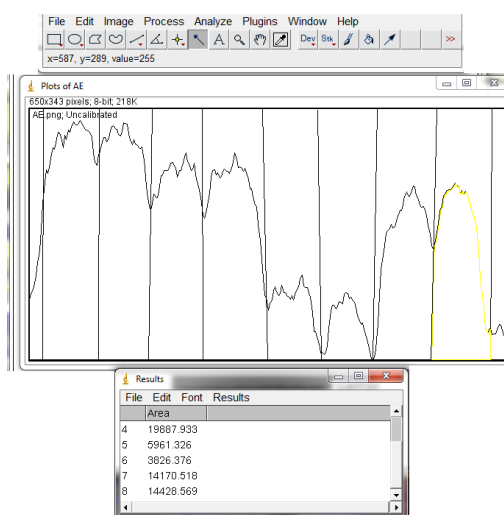 File Edit Image Process Analyze Plugins Window Help
A Dev Stk >>
x=587, y=289, value=255
Plots of AE
650x343 pixels; 8-bit; 218K
AE.png; Uncalibrated
Results
File Edit Font Results
Area
4 19887.933
5 5961.326
6 3826.376
7 14170.518
8 14428.569